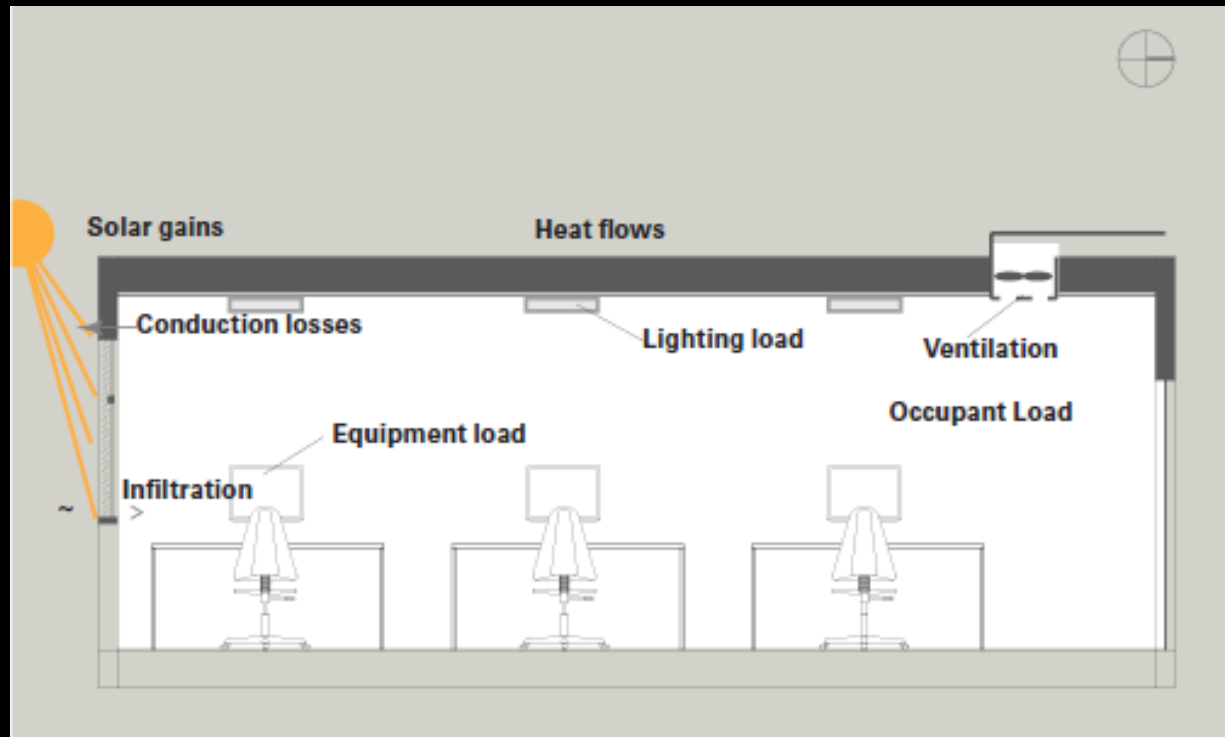 Solar gains
Heat flows
Conduction losses
Lighting load
Ventilation
Occupant Load
Equipment load
Infiltration
~
>